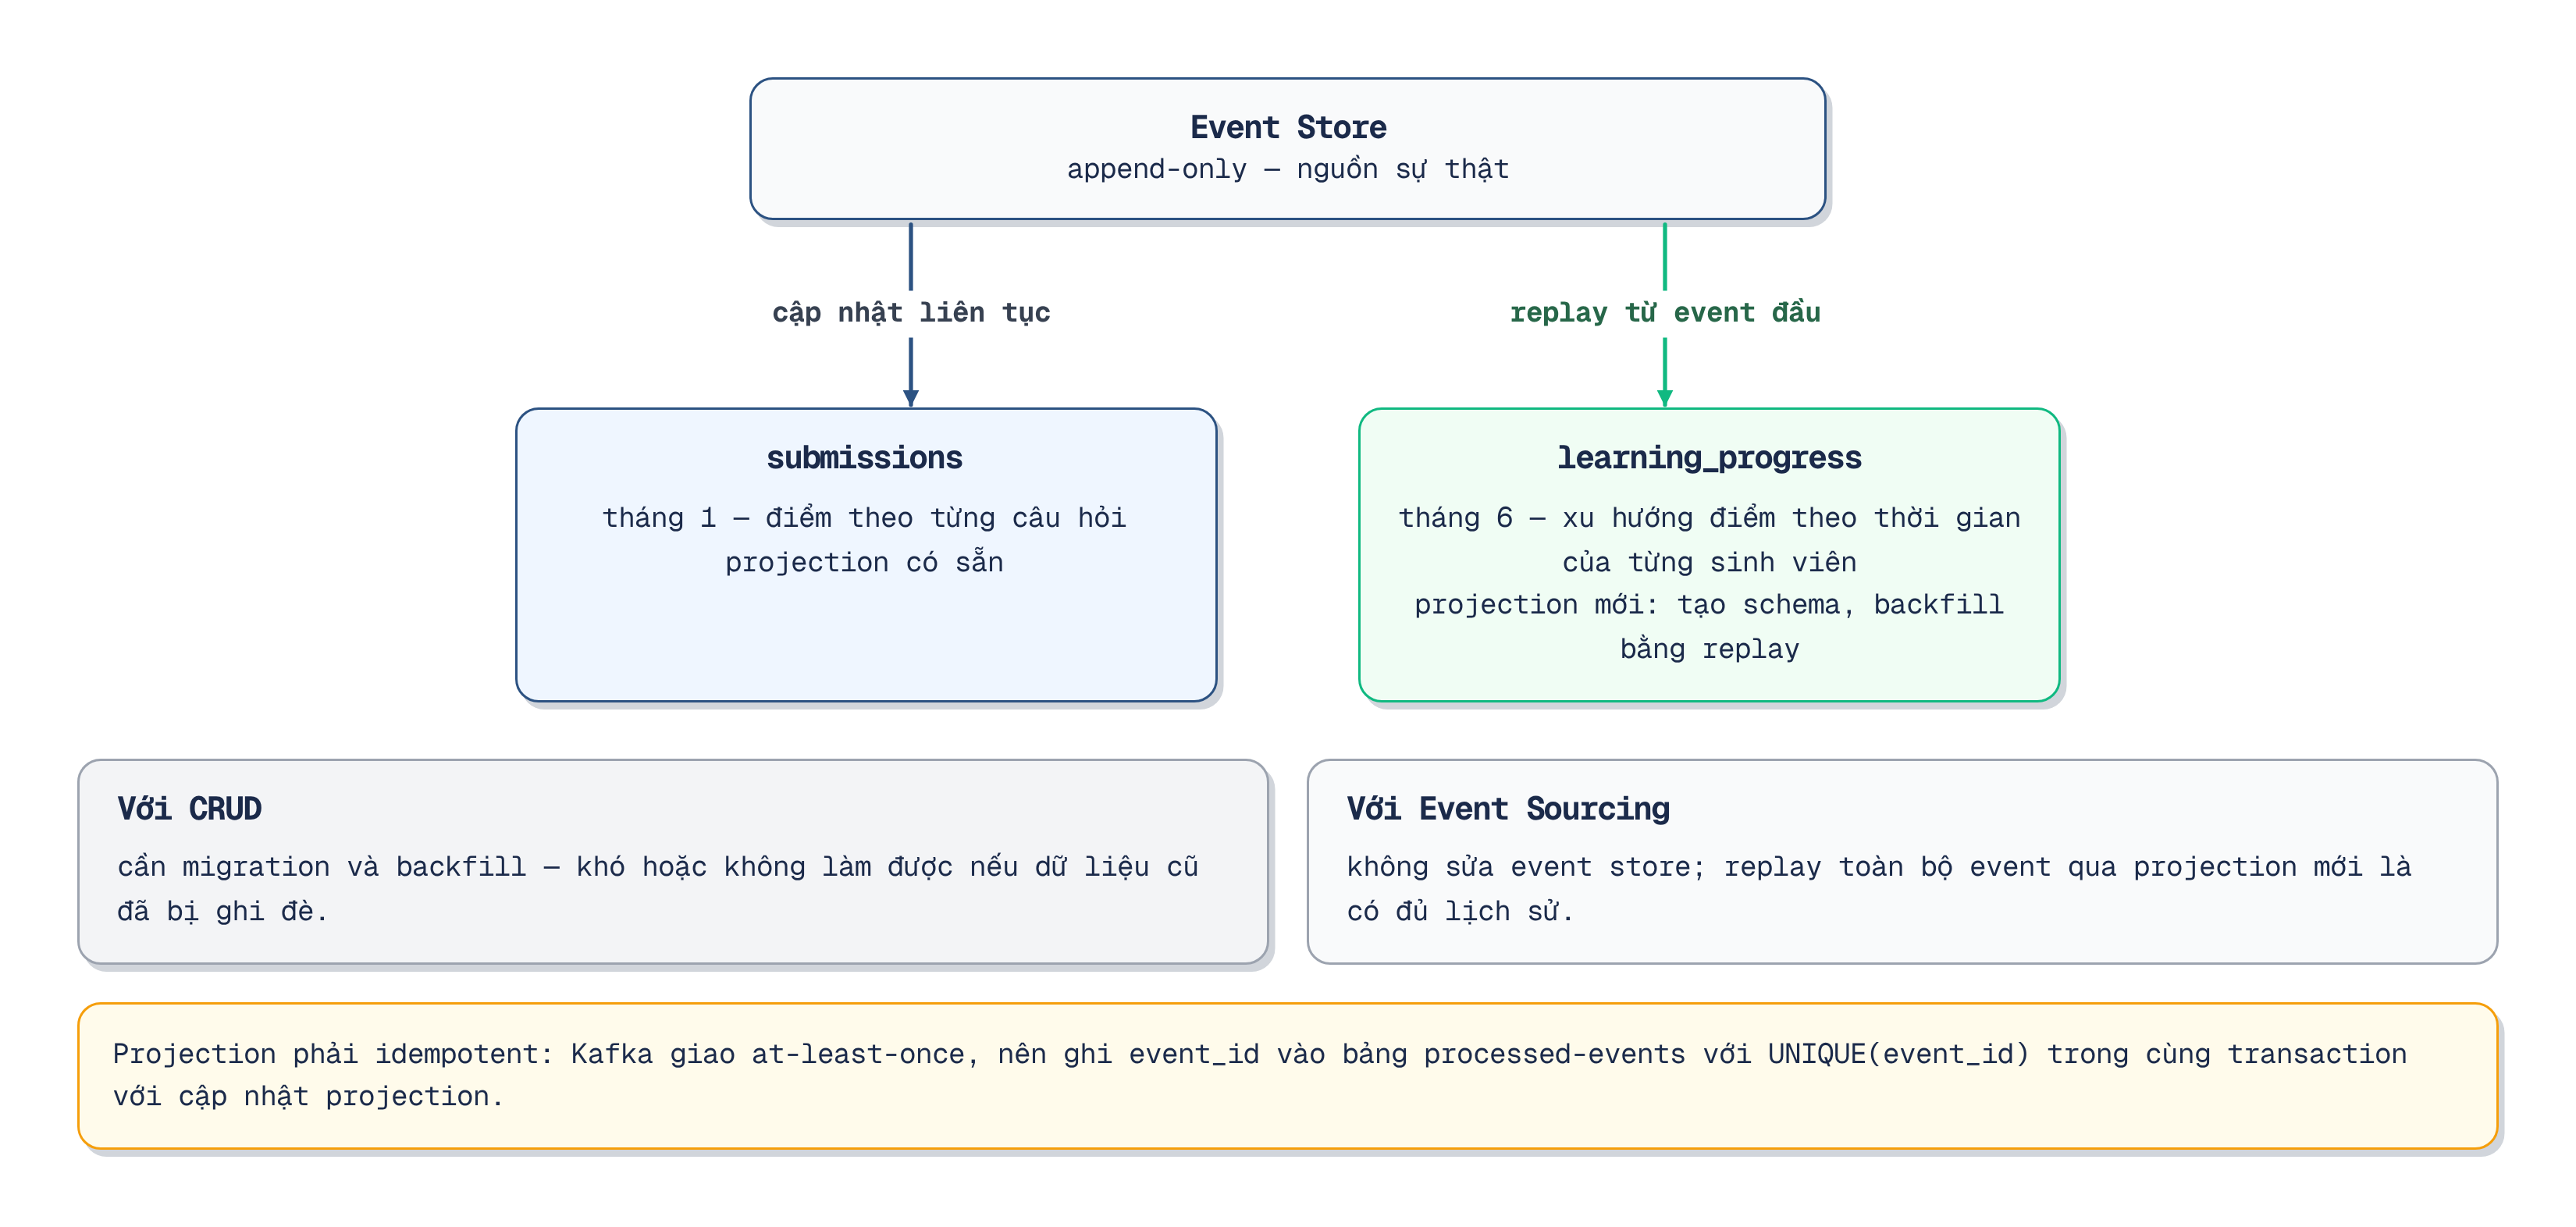 Event Store
append-only – nguồn sự thật
cập nhật liên tục
replay từ event đầu
submissions
tháng 1 – điểm theo từng câu hỏi
projection có sẵn
learning_progress
tháng 6 – xu hướng điểm theo thời gian
của từng sinh viên
projection mới: tạo schema, backfill
bằng replay
Với CRUD
cần migration và backfill – khó hoặc không làm được nếu dữ liệu cũ
đã bị ghi đè.
Với Event Sourcing
không sửa event store; replay toàn bộ event qua projection mới là
có đủ lịch sử.
Projection phải idempotent: Kafka giao at-least-once, nên ghi event_id vào bảng processed-events với UNIQUE(event_id) trong cùng transaction
với cập nhật projection.